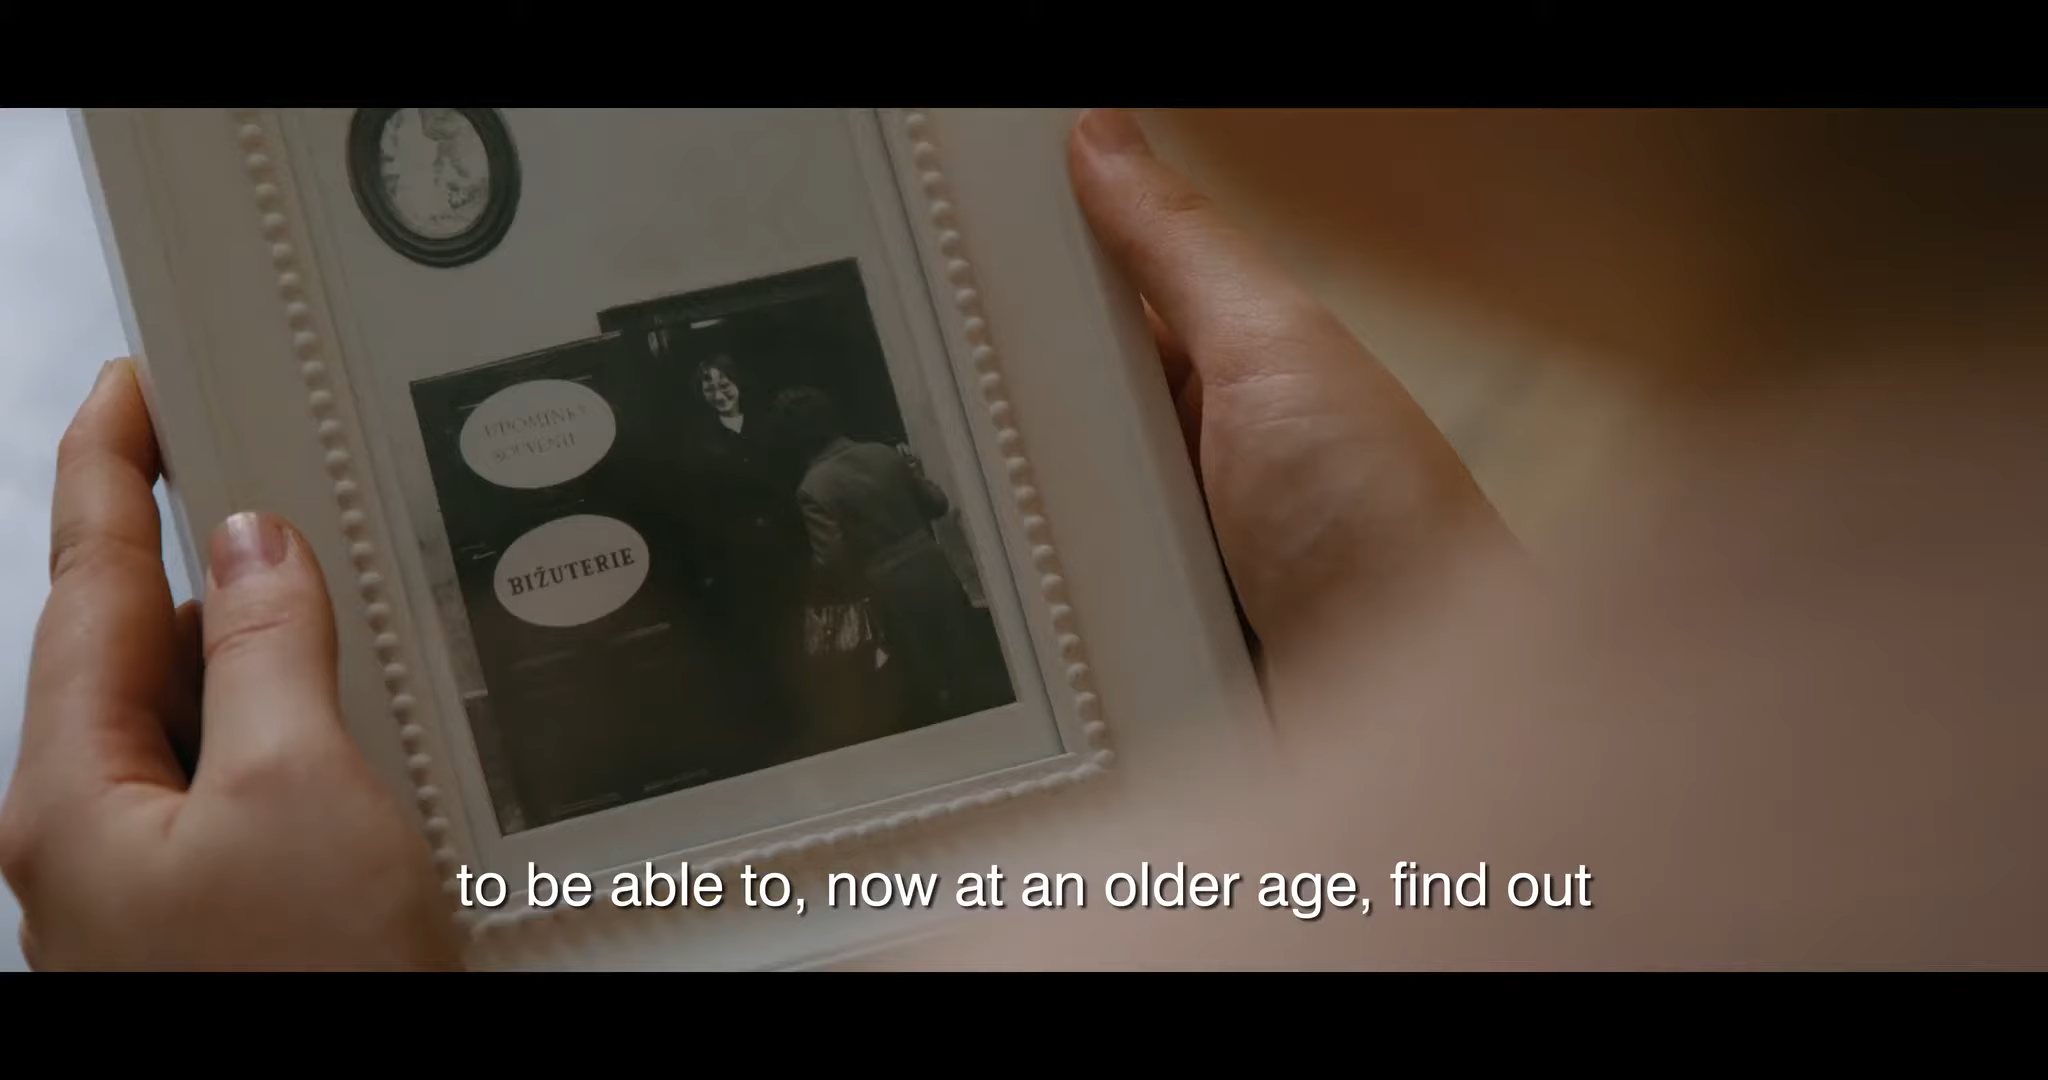 BIŽUTERIE
to be able to, now at an older age, find out